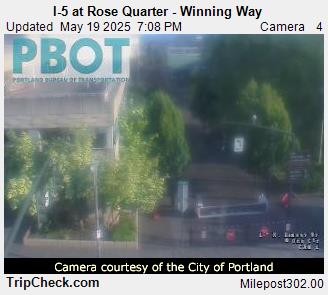 I-5 at Rose Quarter - Winning Way
Updated May 19 2025 7:08 PM Camera 4
PBOT
PORTLAND BUREAU OF TRANSPORTATION
Camera courtesy of the City of Portland
TripCheck.com Milepost302.00